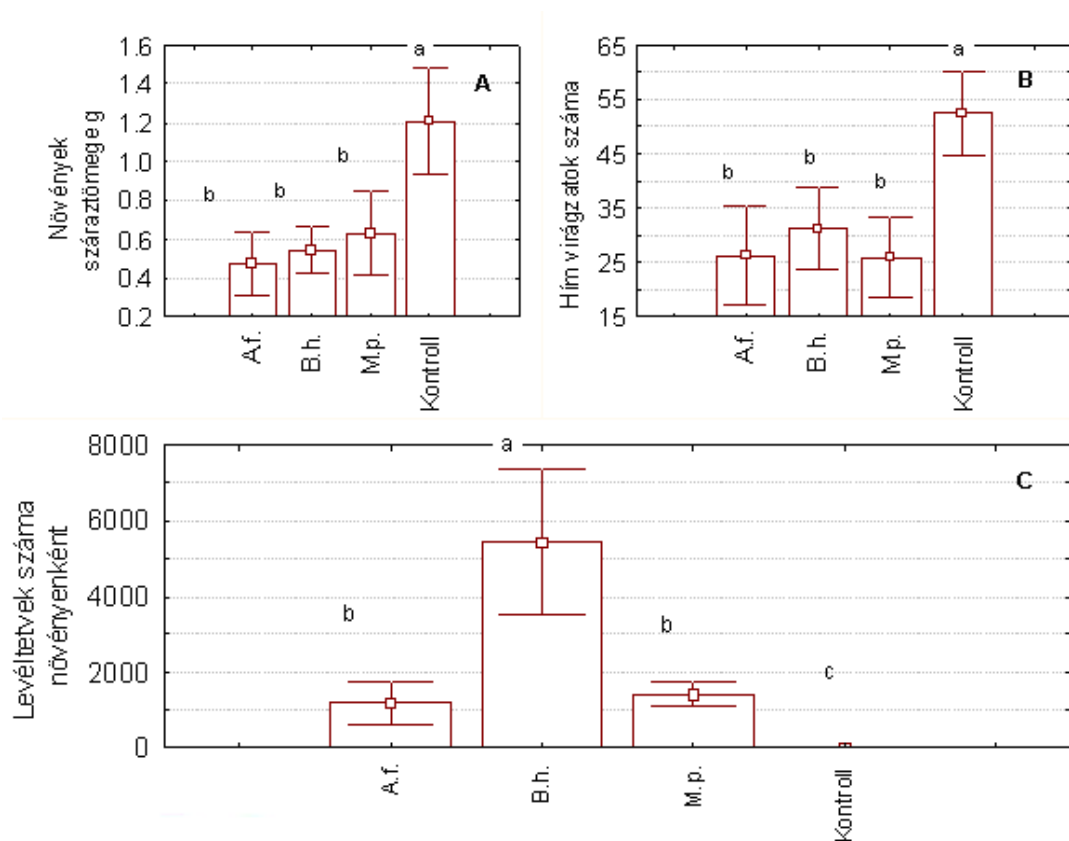 Növények
száraztömege g
1.6
1.4
1.2
1.0
0.8
0.6
0.4
0.2
b
b
b
a
A
A.f.
B.h.
M.p.
Kontroll
Hím virágzatok száma
65
55
45
35
25
15
b
b
b
a
B
A.f.
B.h.
M.p.
Kontroll
Levéltetvek száma
növényenként
8000
6000
4000
2000
0
b
a
b
c
C
A.f.
B.h.
M.p.
Kontroll